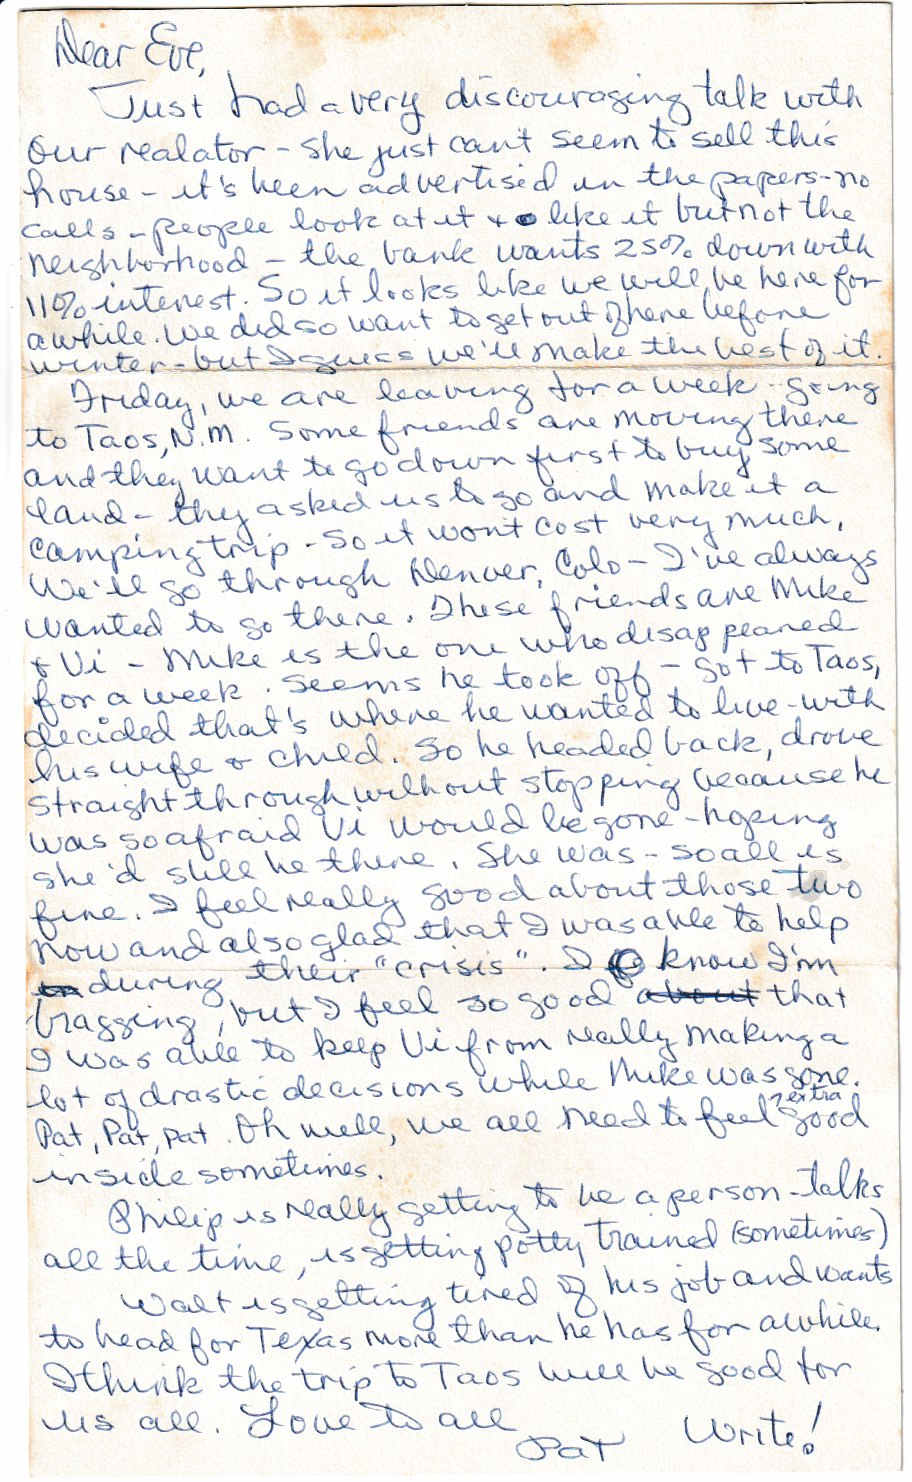 Dear Eve,
Just had a very discouraging talk with
our realator - she just can't seem to sell this
house - it's been advertised in the papers - no
calls - people look at it + like it but not the
neighborhood - the bank wants 25% down with
11% interest. So it looks like we will be here for
awhile. We did so want to get out of here before
winter - but I guess we'll make the best of it.
Friday, we are leaving for a week - going
to Taos, N.M. Some friends are moving there
and they want to go down first to buy some
land - they asked us to go and make it a
camping trip - So it won't cost very much,
We'll go through Denver, Colo - I've always
wanted to go there. These friends are Mike
+ Vi - Mike is the one who disappeared
for a week. Seems he took off - got to Taos,
decided that's where he wanted to live - with
his wife & child. So he headed back, drove
straight through without stopping because he
was so afraid Vi would be gone - hoping
she'd still be there. She was - so all is
fine. I feel really good about those two
now and also glad that I was able to help
during their "crisis". I know I'm
bragging, but I feel so good about that
I was able to keep Vi from really making a
lot of drastic decisions while Mike was gone.
Pat, Pat, pat. Oh well, we all need to feel extra good
inside sometimes.
Philip is really getting to be a person - talks
all the time, is getting potty trained (sometimes)
Walt is getting tired of his job and wants
to head for Texas more than he has for awhile.
I think the trip to Taos will be good for
us all. Love to all
Pat Write!